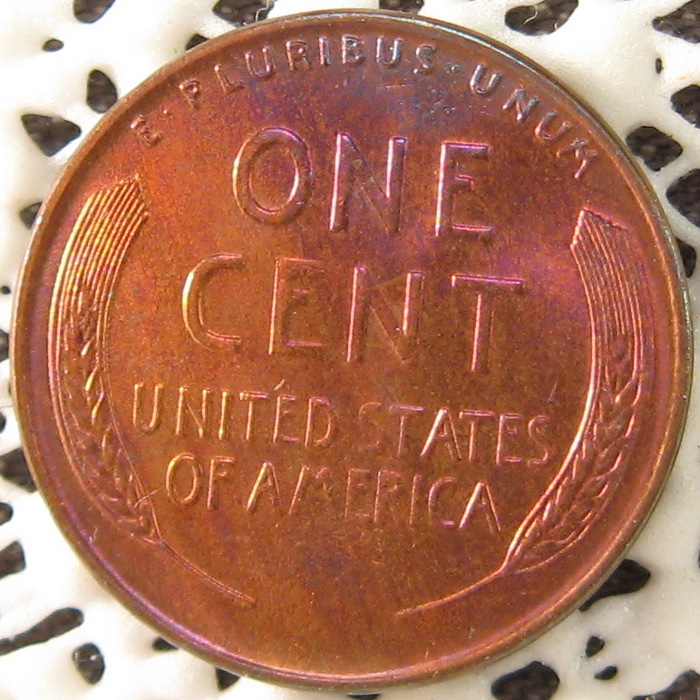 E·PLURIBUS·UNUM
ONE
CENT
UNITED STATES
OF AMERICA